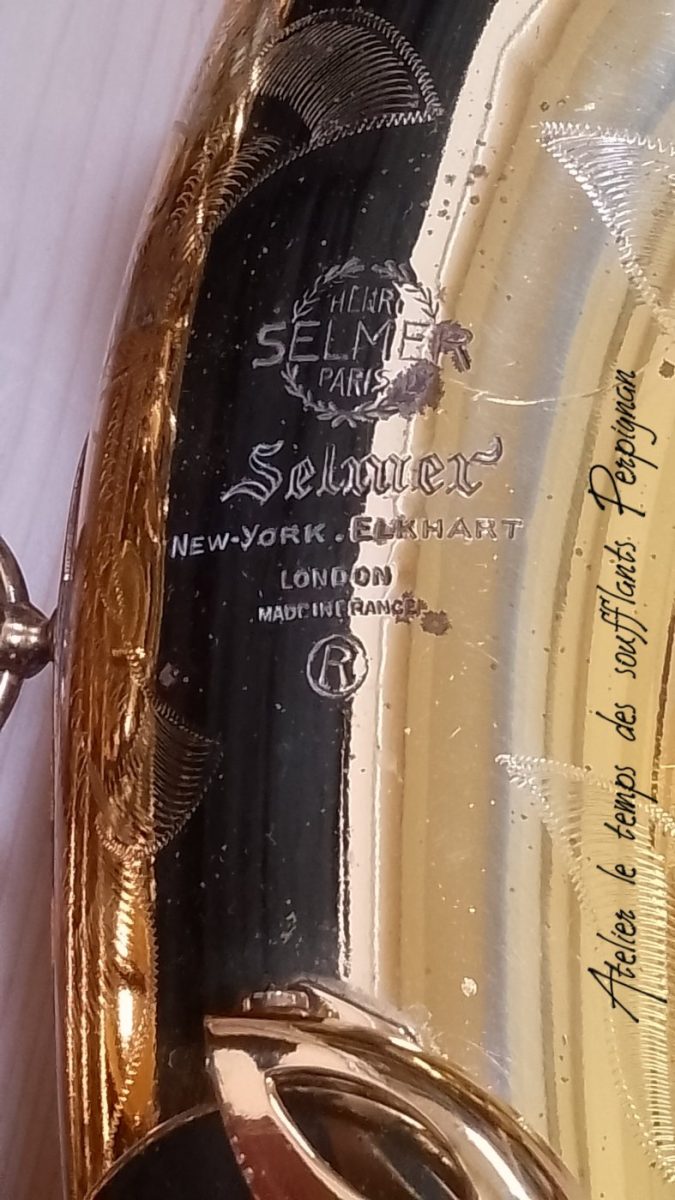 HENRI
SELMER
PARIS
Selmer
NEW-YORK. ELKHART
LONDON
MADE IN FRANCE
®
Atelier le temps des soufflants. Perpignan